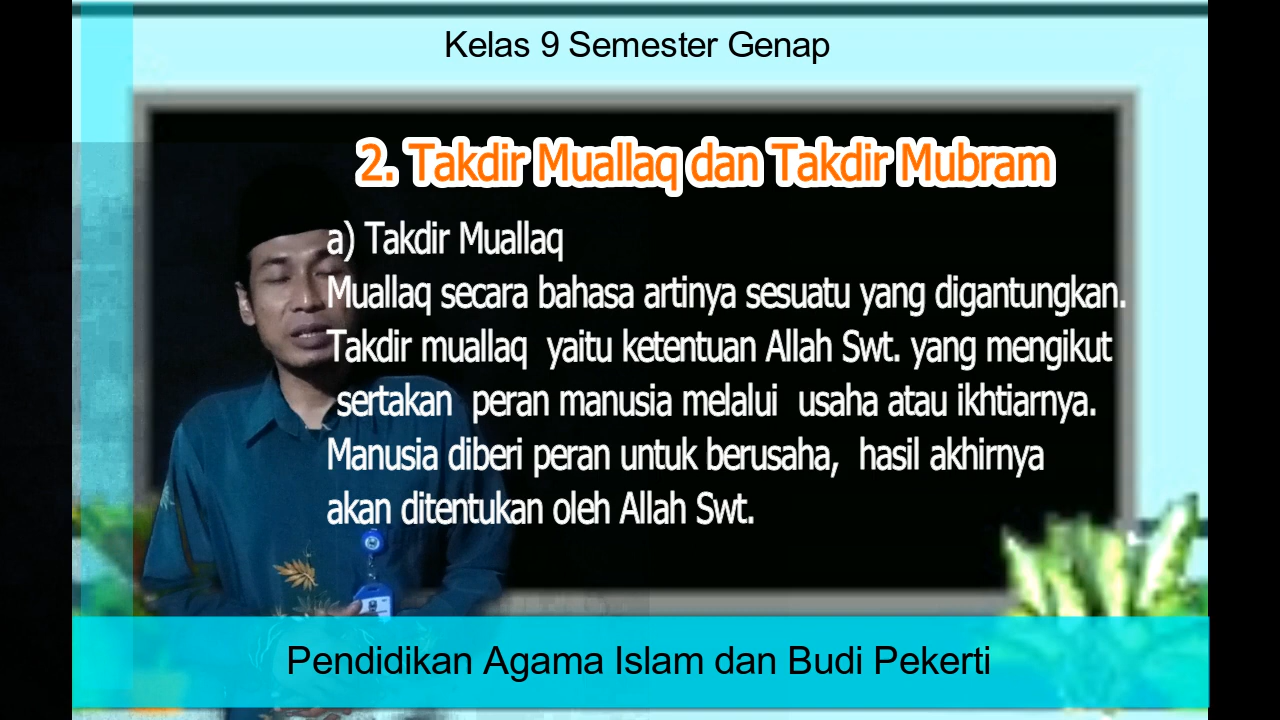 Kelas 9 Semester Genap
2. Takdir Muallaq dan Takdir Mubram
a) Takdir Muallaq
Muallaq secara bahasa artinya sesuatu yang digantungkan.
Takdir muallaq yaitu ketentuan Allah Swt. yang mengikut
sertakan peran manusia melalui usaha atau ikhtiarnya.
Manusia diberi peran untuk berusaha, hasil akhirnya
akan ditentukan oleh Allah Swt.
Pendidikan Agama Islam dan Budi Pekerti